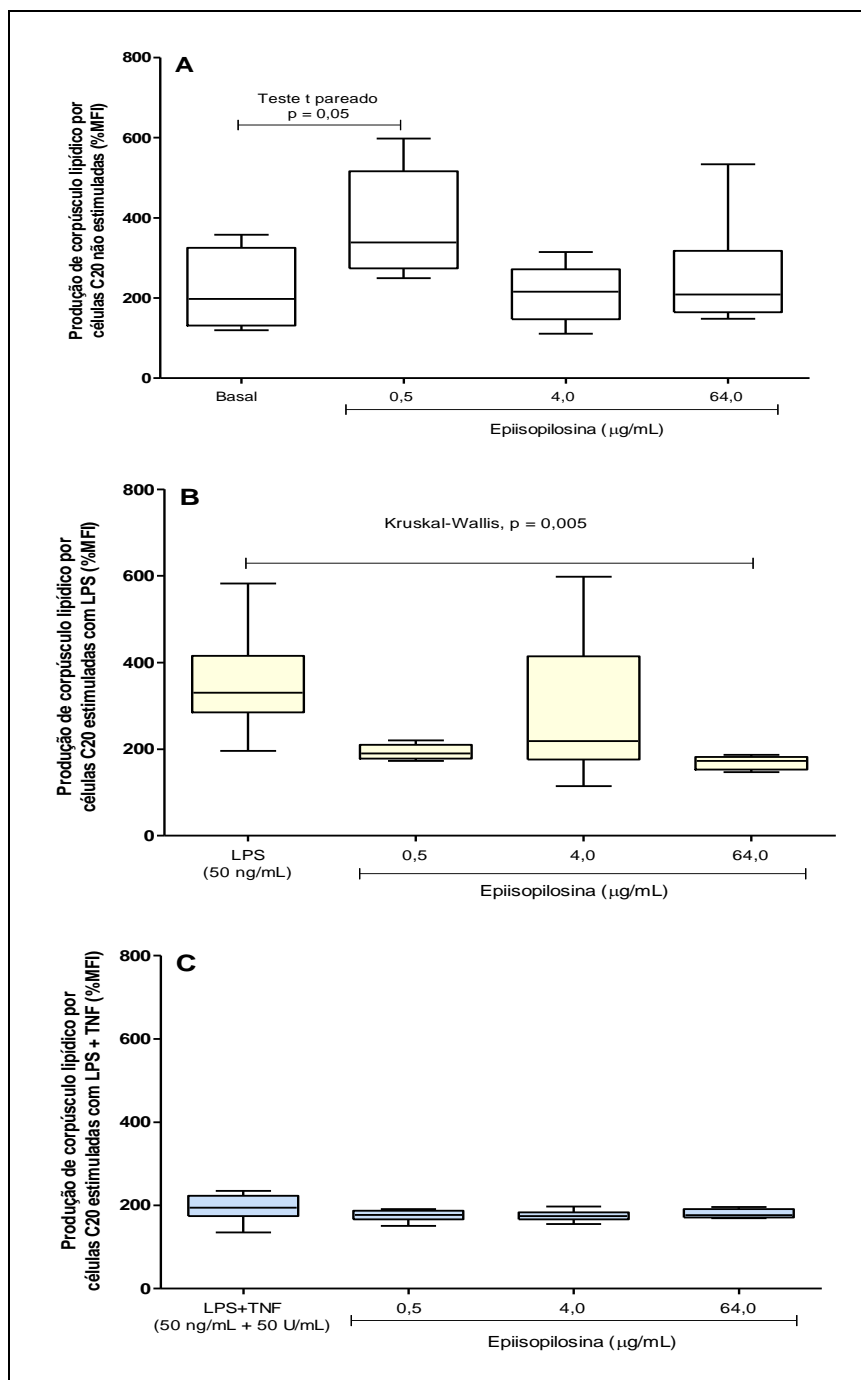 A
Produção de corpúsculo lipídico por
células C20 não estimuladas (%MFI)
800
600
400
200
0
Teste t pareado
p = 0,05
Basal
0,5
4,0
64,0
Epiisopilosina (μg/mL)
B
Produção de corpúsculo lipídico por
células C20 estimuladas com LPS (%MFI)
800
600
400
200
0
Kruskal-Wallis, p = 0,005
LPS
(50 ng/mL)
0,5
4,0
64,0
Epiisopilosina (μg/mL)
C
Produção de corpúsculo lipídico por
células C20 estimuladas com LPS + TNF (%MFI)
800
600
400
200
0
LPS+TNF
(50 ng/mL + 50 U/mL)
0,5
4,0
64,0
Epiisopilosina (μg/mL)